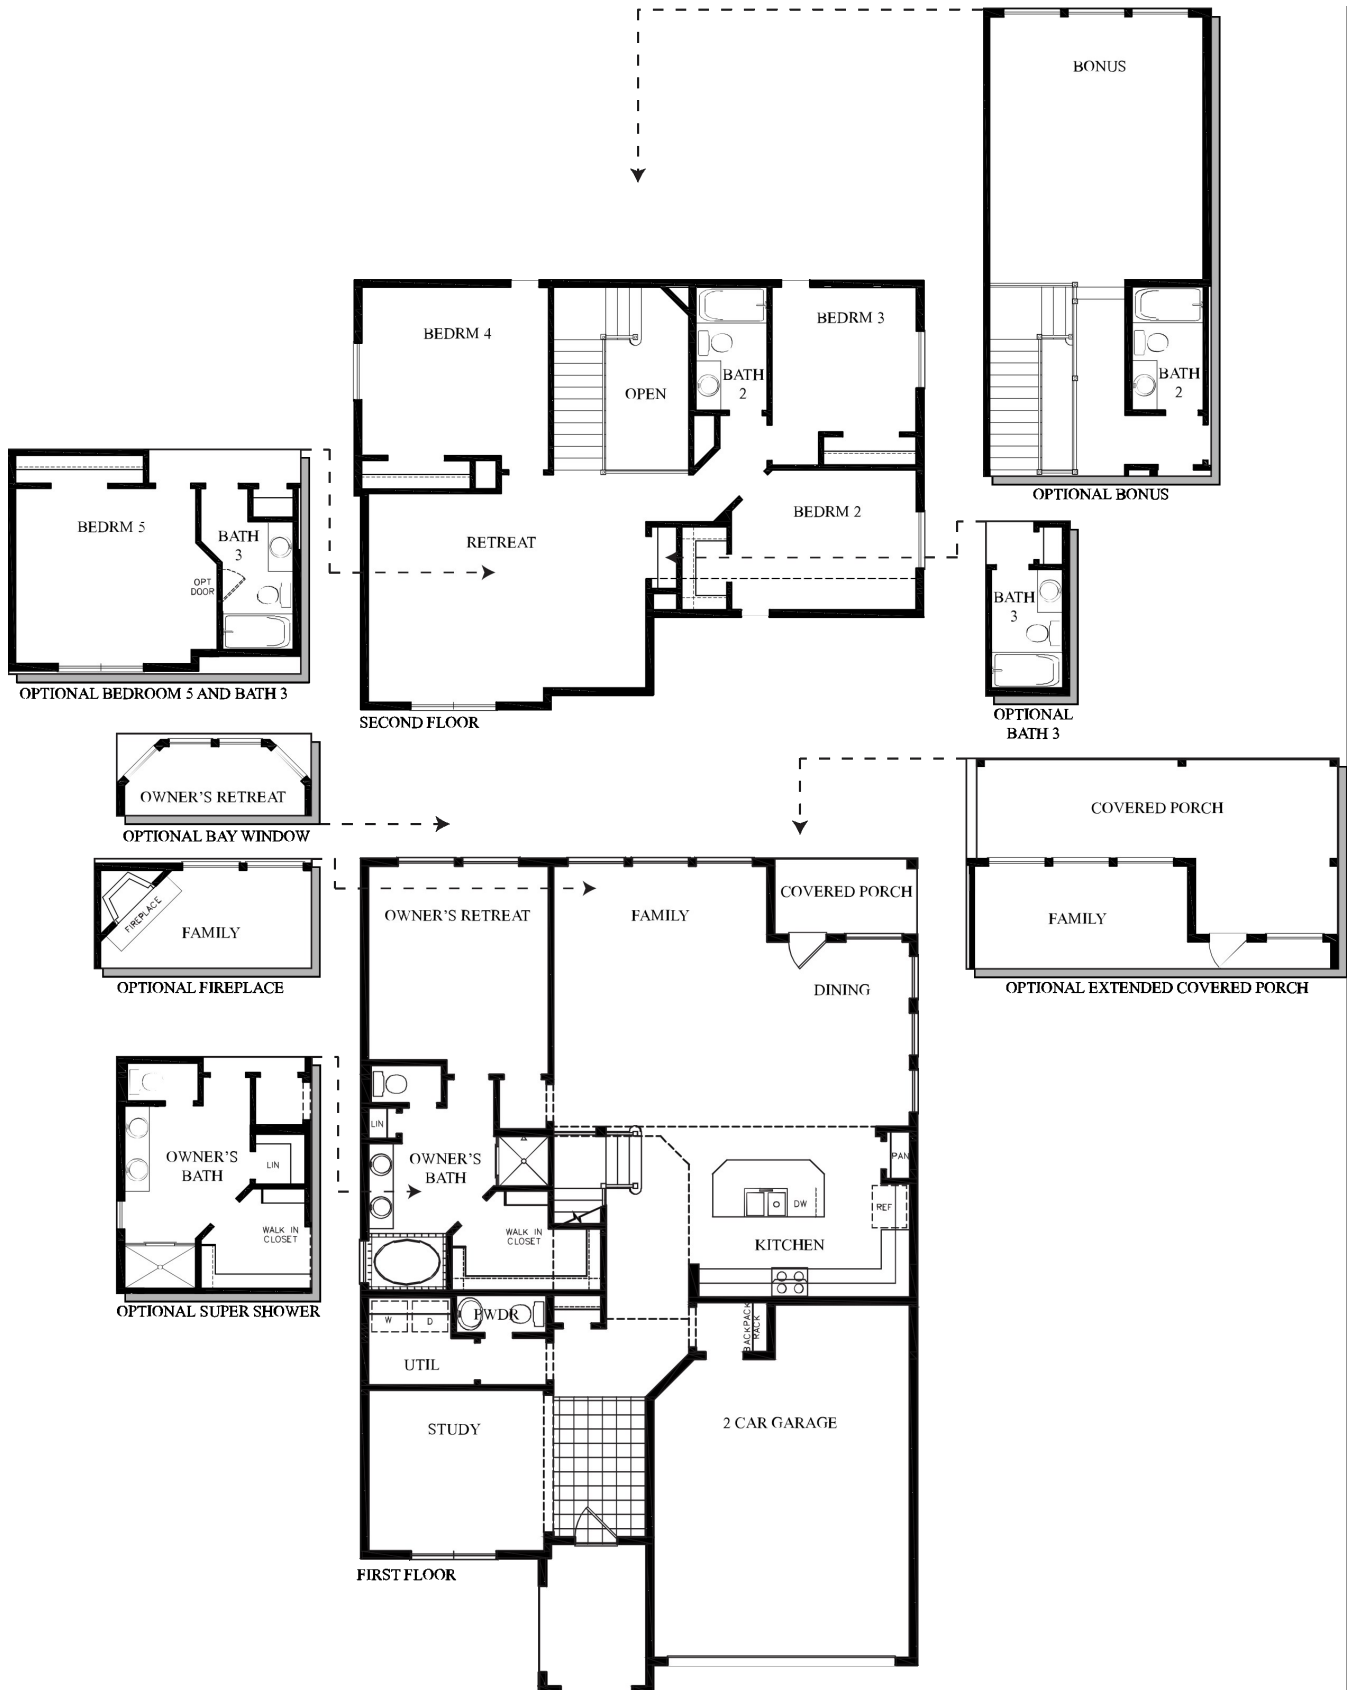 BONUS
BATH
2
OPTIONAL BONUS
BEDRM 4
OPEN
BATH
2
BEDRM 3
BEDRM 2
RETREAT
SECOND FLOOR
BEDRM 5
BATH
3
OPT
DOOR
OPTIONAL BEDROOM 5 AND BATH 3
BATH
3
OPTIONAL
BATH 3
OWNER'S RETREAT
OPTIONAL BAY WINDOW
FIREPLACE
FAMILY
OPTIONAL FIREPLACE
COVERED PORCH
FAMILY
OPTIONAL EXTENDED COVERED PORCH
OWNER'S
BATH
LIN
WALK IN
CLOSET
OPTIONAL SUPER SHOWER
OWNER'S RETREAT
FAMILY
COVERED PORCH
DINING
LIN
OWNER'S
BATH
WALK IN
CLOSET
PAN
REF
DW
KITCHEN
W
D
PWDR
UTIL
BACKPACK
RACK
STUDY
2 CAR GARAGE
FIRST FLOOR